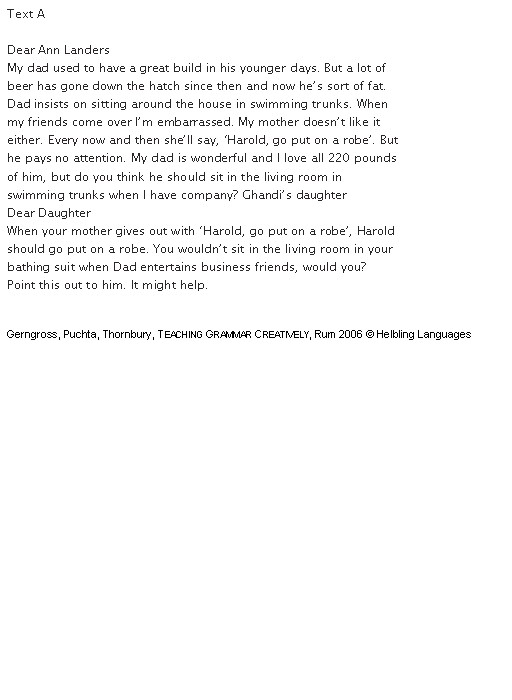 Text A
Dear Ann Landers
My dad used to have a great build in his younger days. But a lot of
beer has gone down the hatch since then and now he's sort of fat.
Dad insists on sitting around the house in swimming trunks. When
my friends come over I'm embarrassed. My mother doesn't like it
either. Every now and then she'll say, 'Harold, go put on a robe'. But
he pays no attention. My dad is wonderful and I love all 220 pounds
of him, but do you think he should sit in the living room in
swimming trunks when I have company? Ghandi's daughter
Dear Daughter
When your mother gives out with 'Harold, go put on a robe', Harold
should go put on a robe. You wouldn't sit in the living room in your
bathing suit when Dad entertains business friends, would you?
Point this out to him. It might help.
Gerngross, Puchta, Thornbury, TEACHING GRAMMAR CREATIVELY, Rum 2006 © Helbling Languages